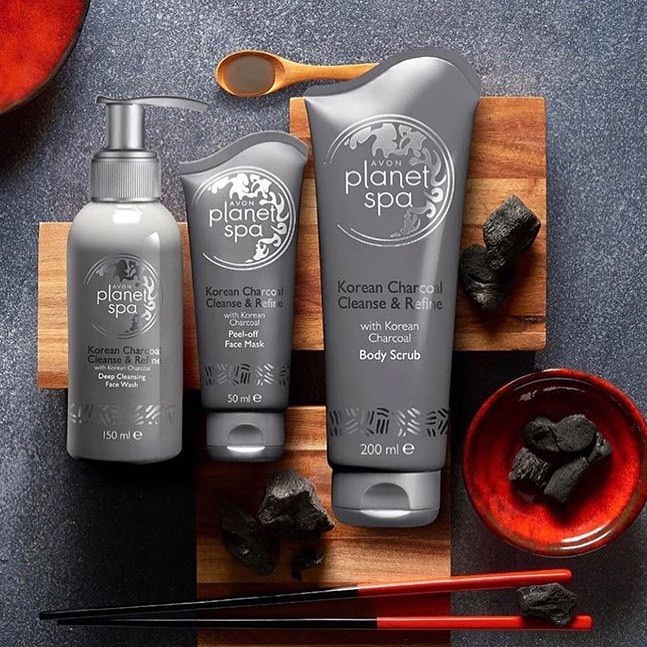 AVON
planet
spa
Korean Charcoal
Cleanse & Refine
with Korean Charcoal
Deep Cleansing
Face Wash
150 ml e
AVON
planet
spa
Korean Charcoal
Cleanse & Refine
with Korean
Charcoal
Peel-off
Face Mask
50 ml e
AVON
planet
spa
Korean Charcoal
Cleanse & Refine
with Korean
Charcoal
Body Scrub
200 ml e